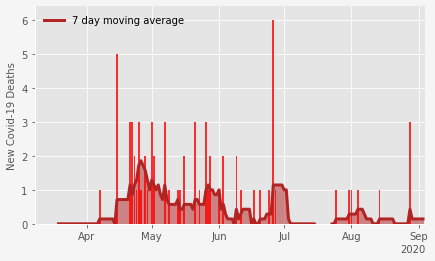 7 day moving average
New Covid-19 Deaths
6
5
4
3
2
1
0
Apr
May
Jun
Jul
Aug
Sep
2020